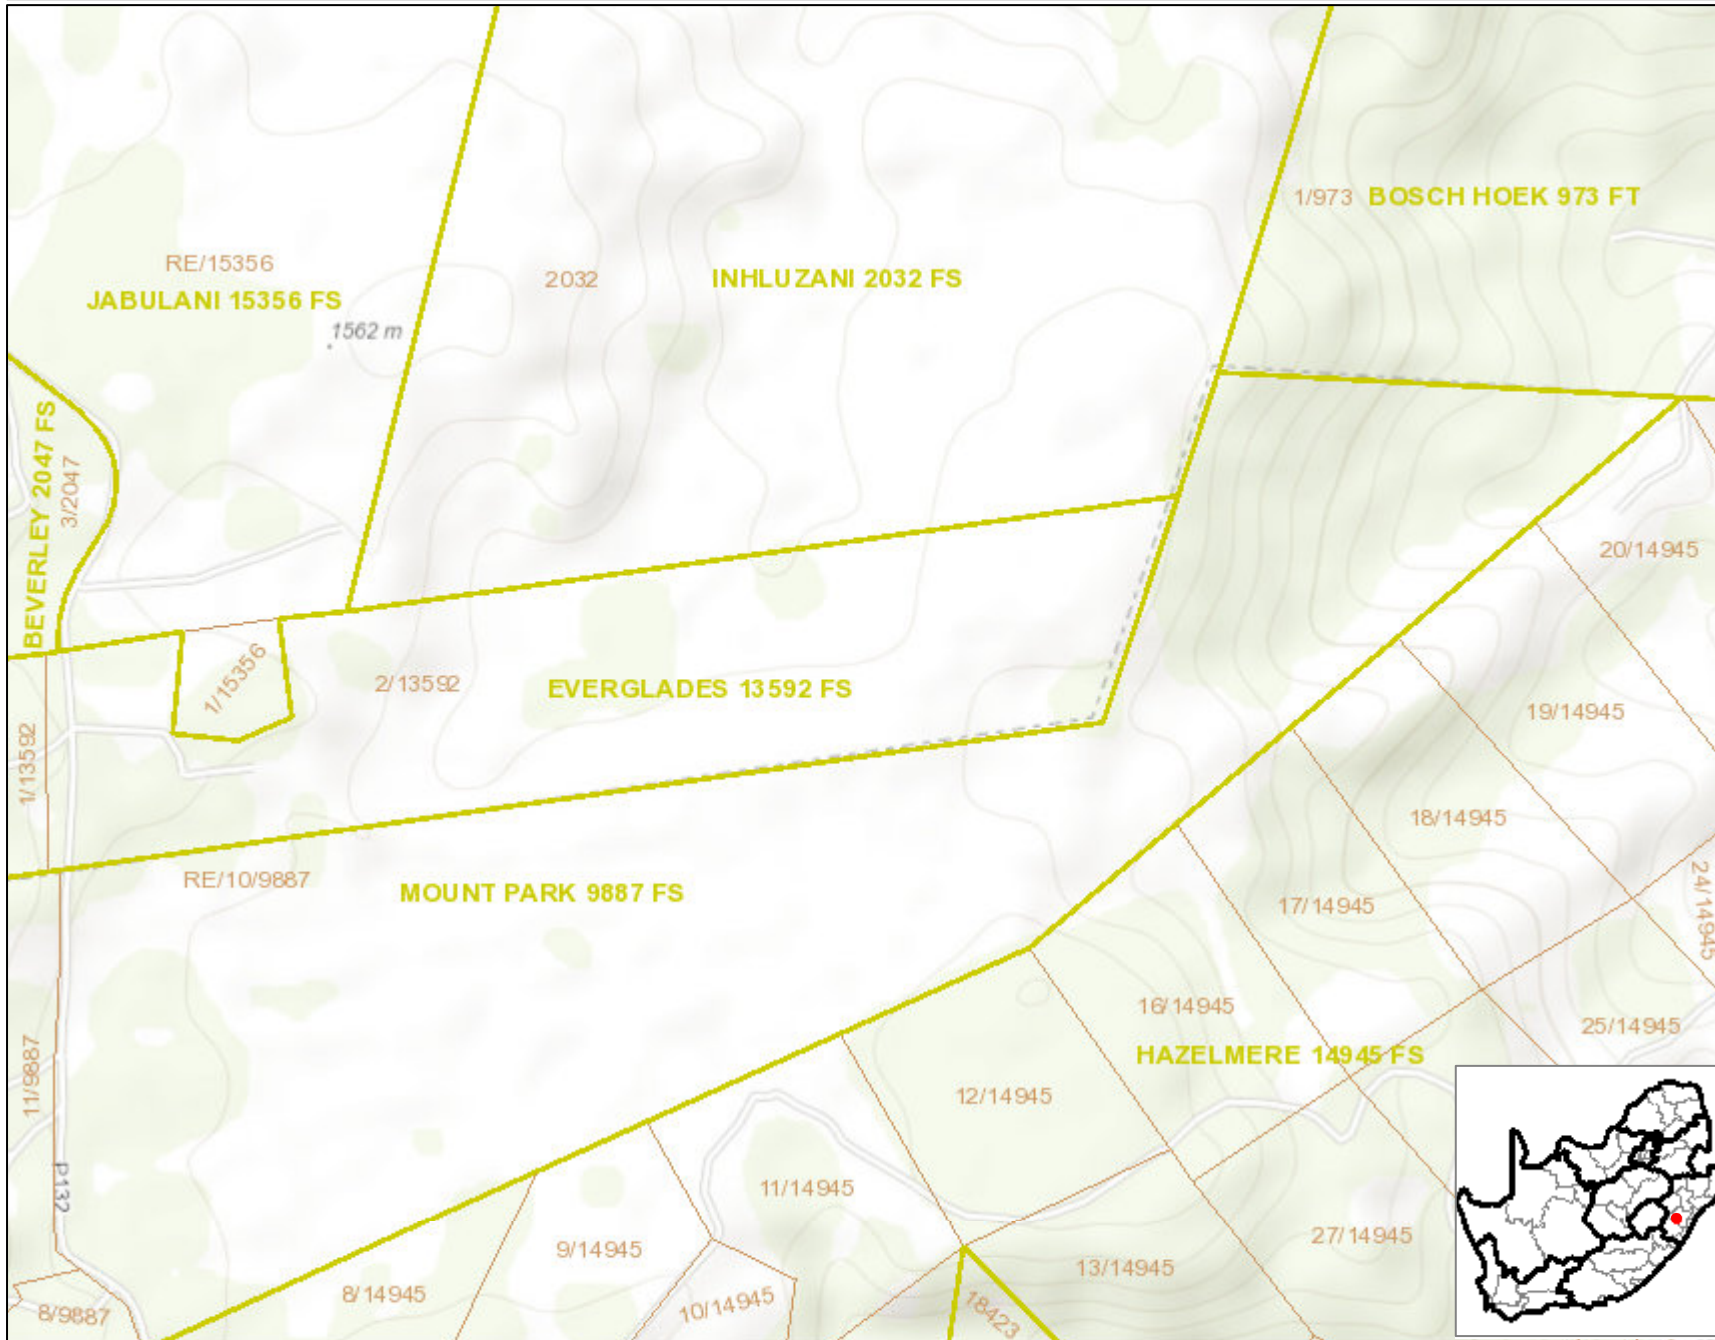 1/973 BOSCH HOEK 973 FT
RE/15356
JABULANI 15356 FS
2032
INHLUZANI 2032 FS
1562 m
BEVERLEY 2047 FS
3/2047
20/14945
1/15356
2/13592
EVERGLADES 13592 FS
19/14945
1/13592
18/14945
RE/10/9887
MOUNT PARK 9887 FS
17/14945
24/14945
16/14945
25/14945
HAZELMERE 14945 FS
11/9887
12/14945
P132
11/14945
27/14945
9/14945
13/14945
8/14945
10/14945
8/9887
18423